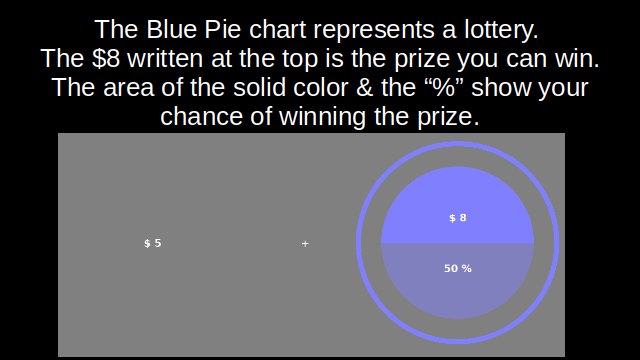 The Blue Pie chart represents a lottery.
The $8 written at the top is the prize you can win.
The area of the solid color & the “%” show your
chance of winning the prize.
$ 8
$ 5 +
50 %